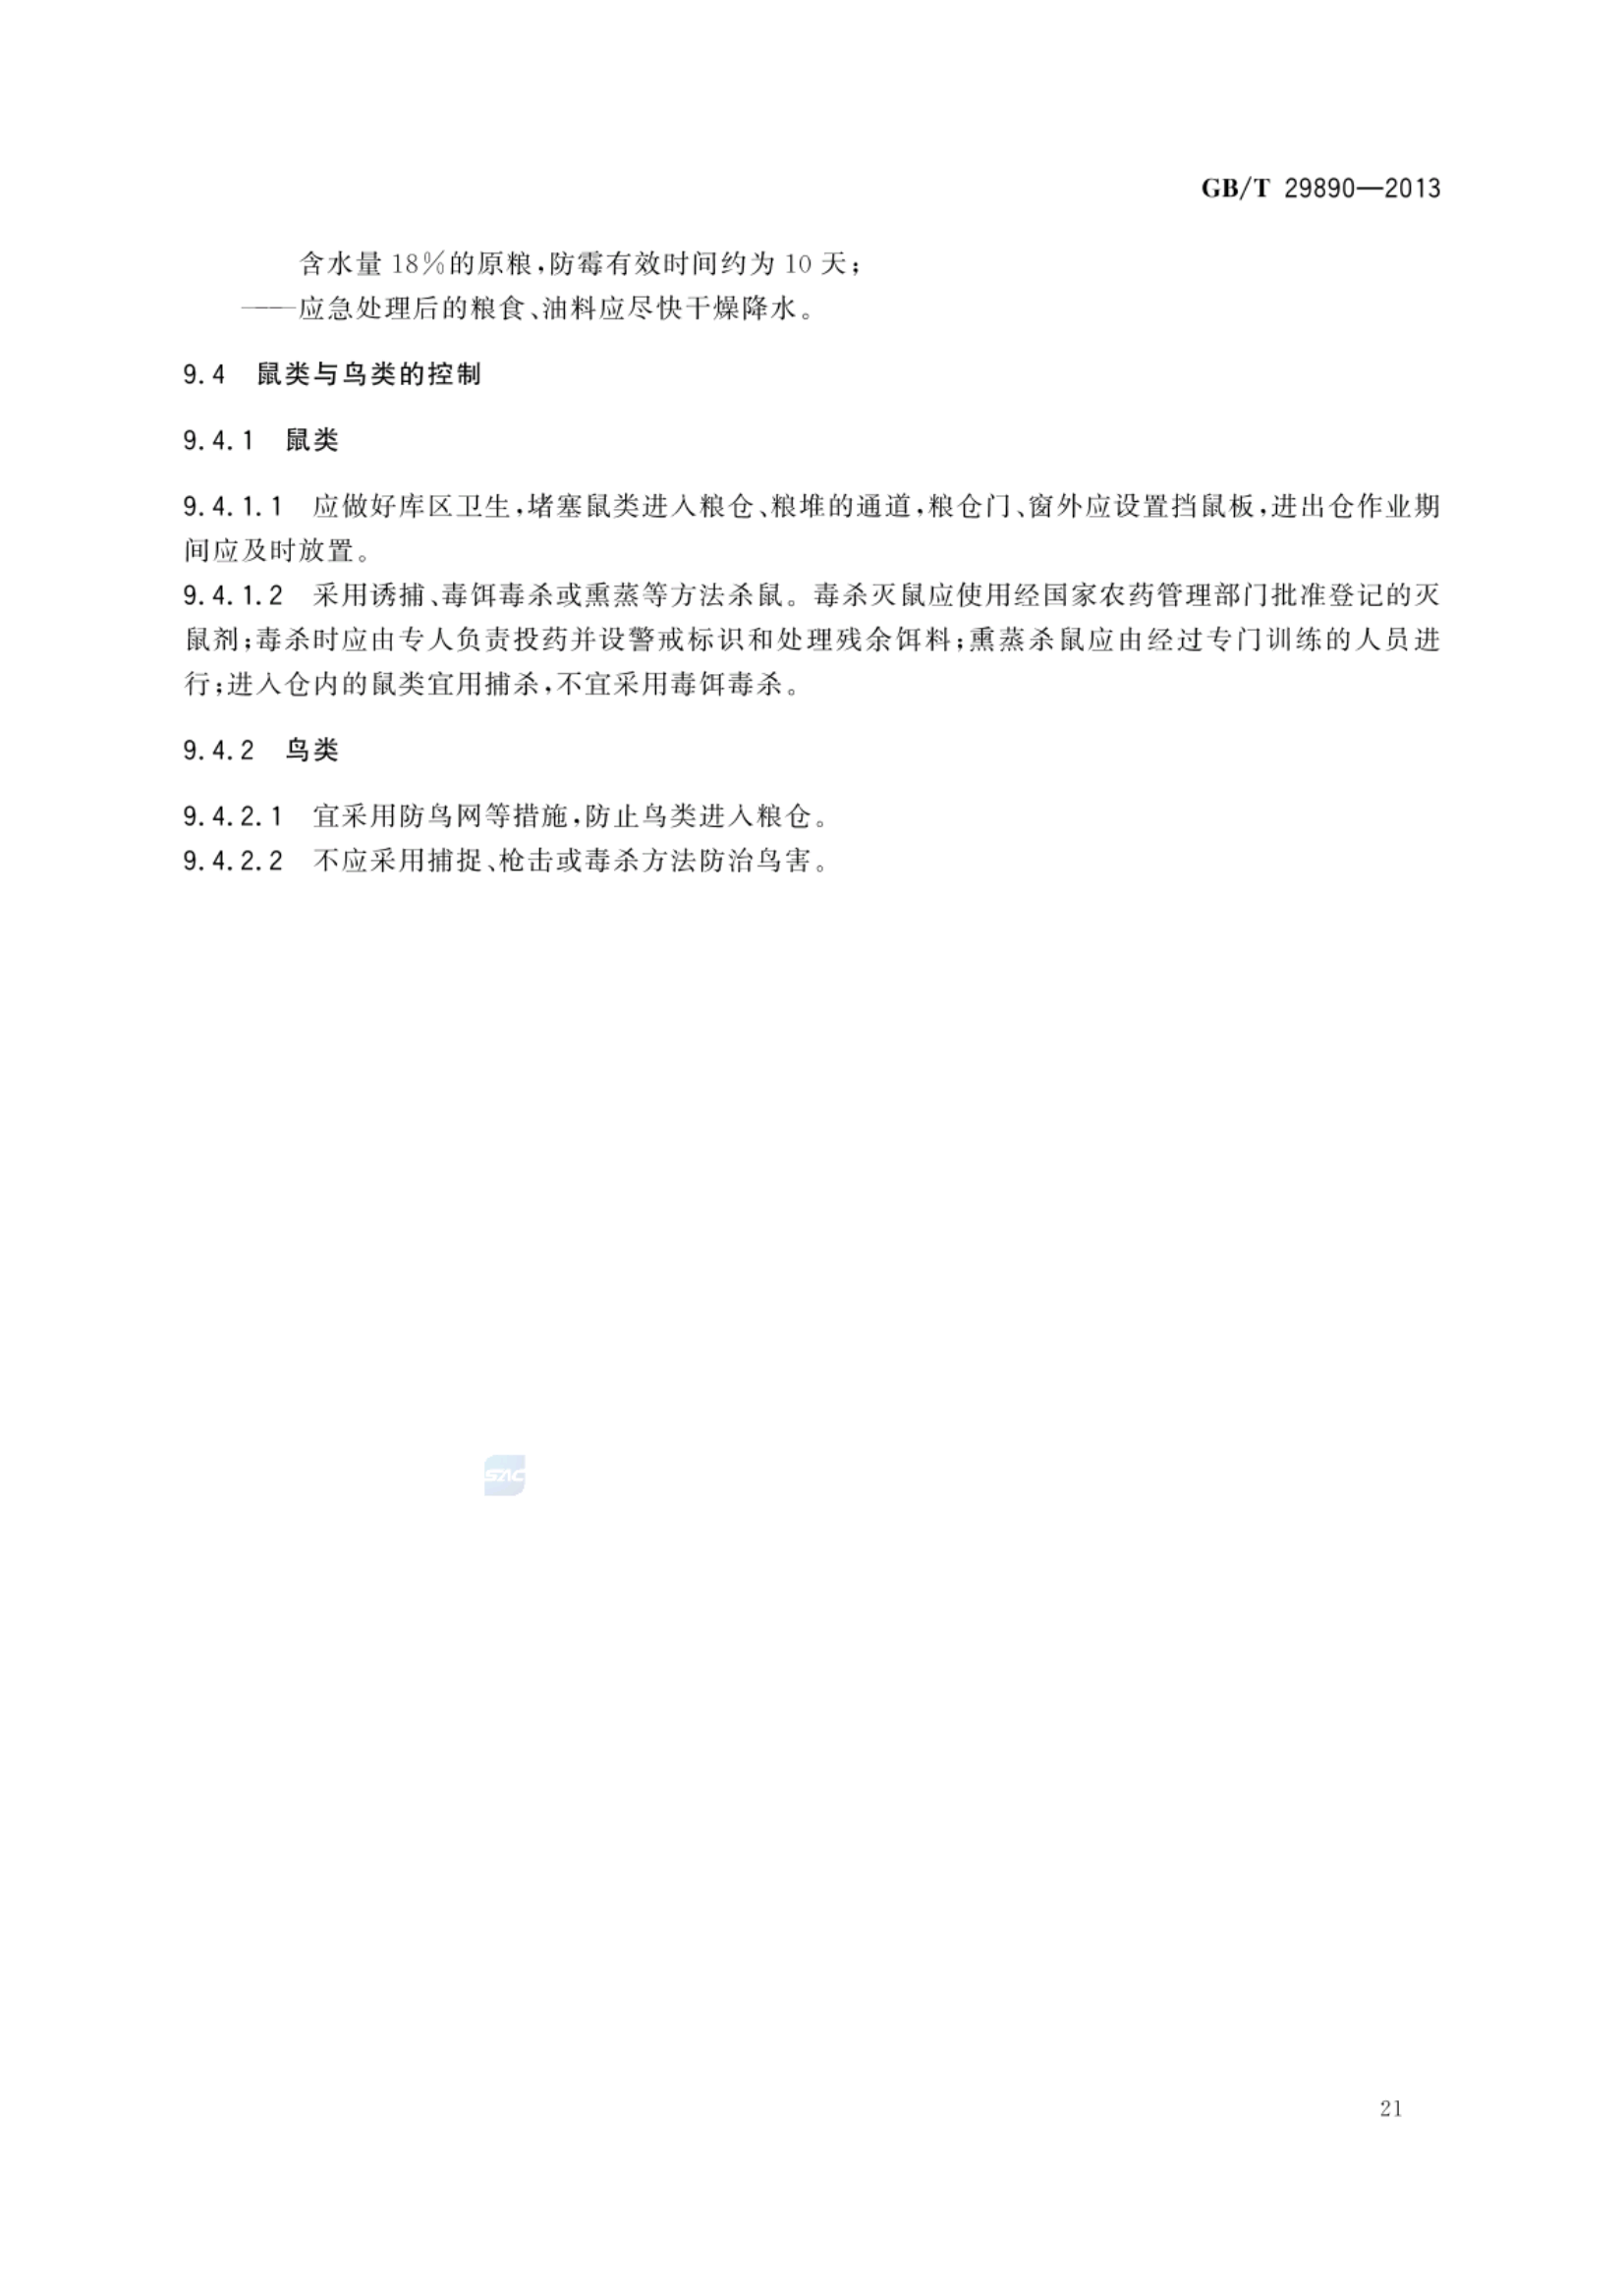 GB/T 29890—2013
含水量 18%的原粮,防霉有效时间约为 10 天;
——应急处理后的粮食、油料应尽快干燥降水。
9.4 鼠类与鸟类的控制
9.4.1 鼠类
9.4.1.1 应做好库区卫生,堵塞鼠类进入粮仓、粮堆的通道,粮仓门、窗外应设置挡鼠板,进出仓作业期
间应及时放置。
9.4.1.2 采用诱捕、毒饵毒杀或熏蒸等方法杀鼠。毒杀灭鼠应使用经国家农药管理部门批准登记的灭
鼠剂;毒杀时应由专人负责投药并设警戒标识和处理残余饵料;熏蒸杀鼠应由经过专门训练的人员进
行;进入仓内的鼠类宜用捕杀,不宜采用毒饵毒杀。
9.4.2 鸟类
9.4.2.1 宜采用防鸟网等措施,防止鸟类进入粮仓。
9.4.2.2 不应采用捕捉、枪击或毒杀方法防治鸟害。
SAC
21